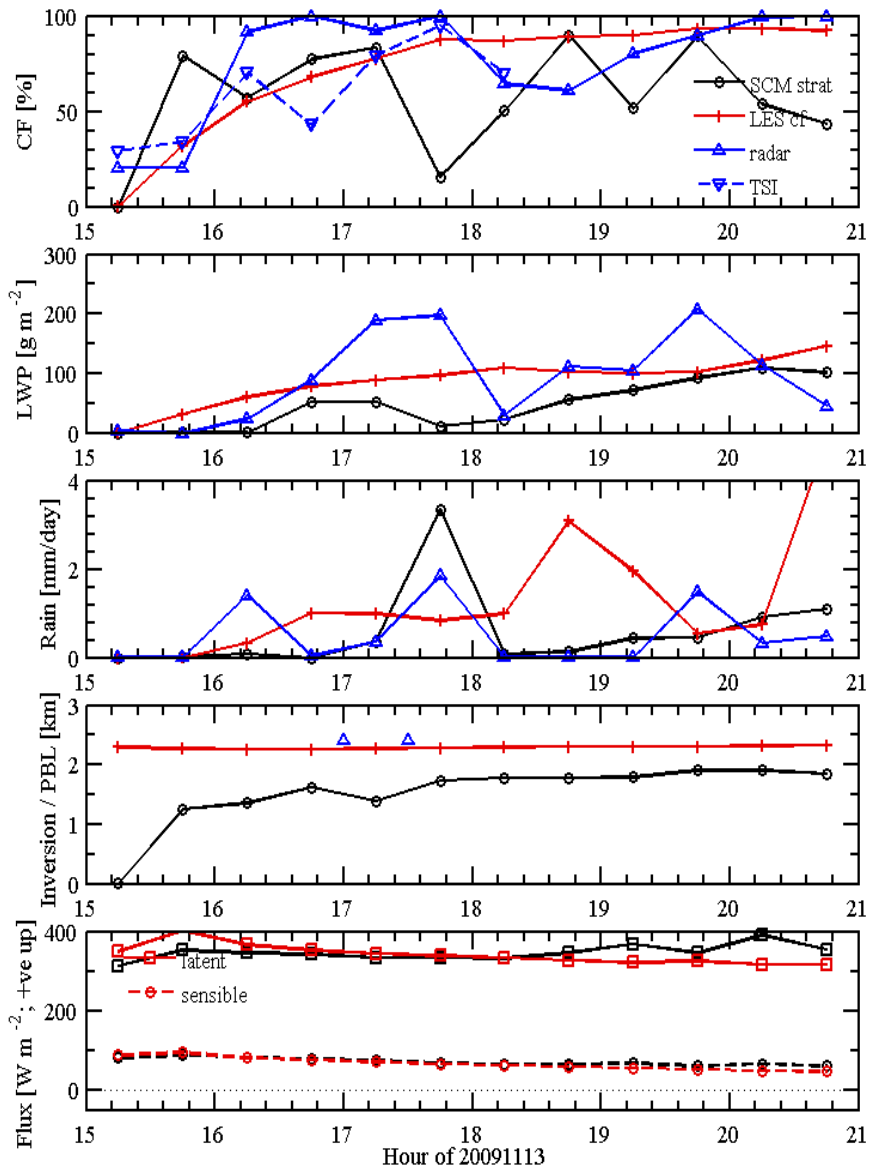 100
50
0
CF [%]
SCM strat
LES cf
radar
TSI
15 16 17 18 19 20 21
300
200
100
0
LWP [g m⁻²]
15 16 17 18 19 20 21
4
2
0
Rain [mm/day]
15 16 17 18 19 20 21
3
2
1
0
Inversion / PBL [km]
15 16 17 18 19 20 21
400
200
0
Flux [W m⁻²; +ve up]
latent
sensible
15 16 17 18 19 20 21
Hour of 20091113